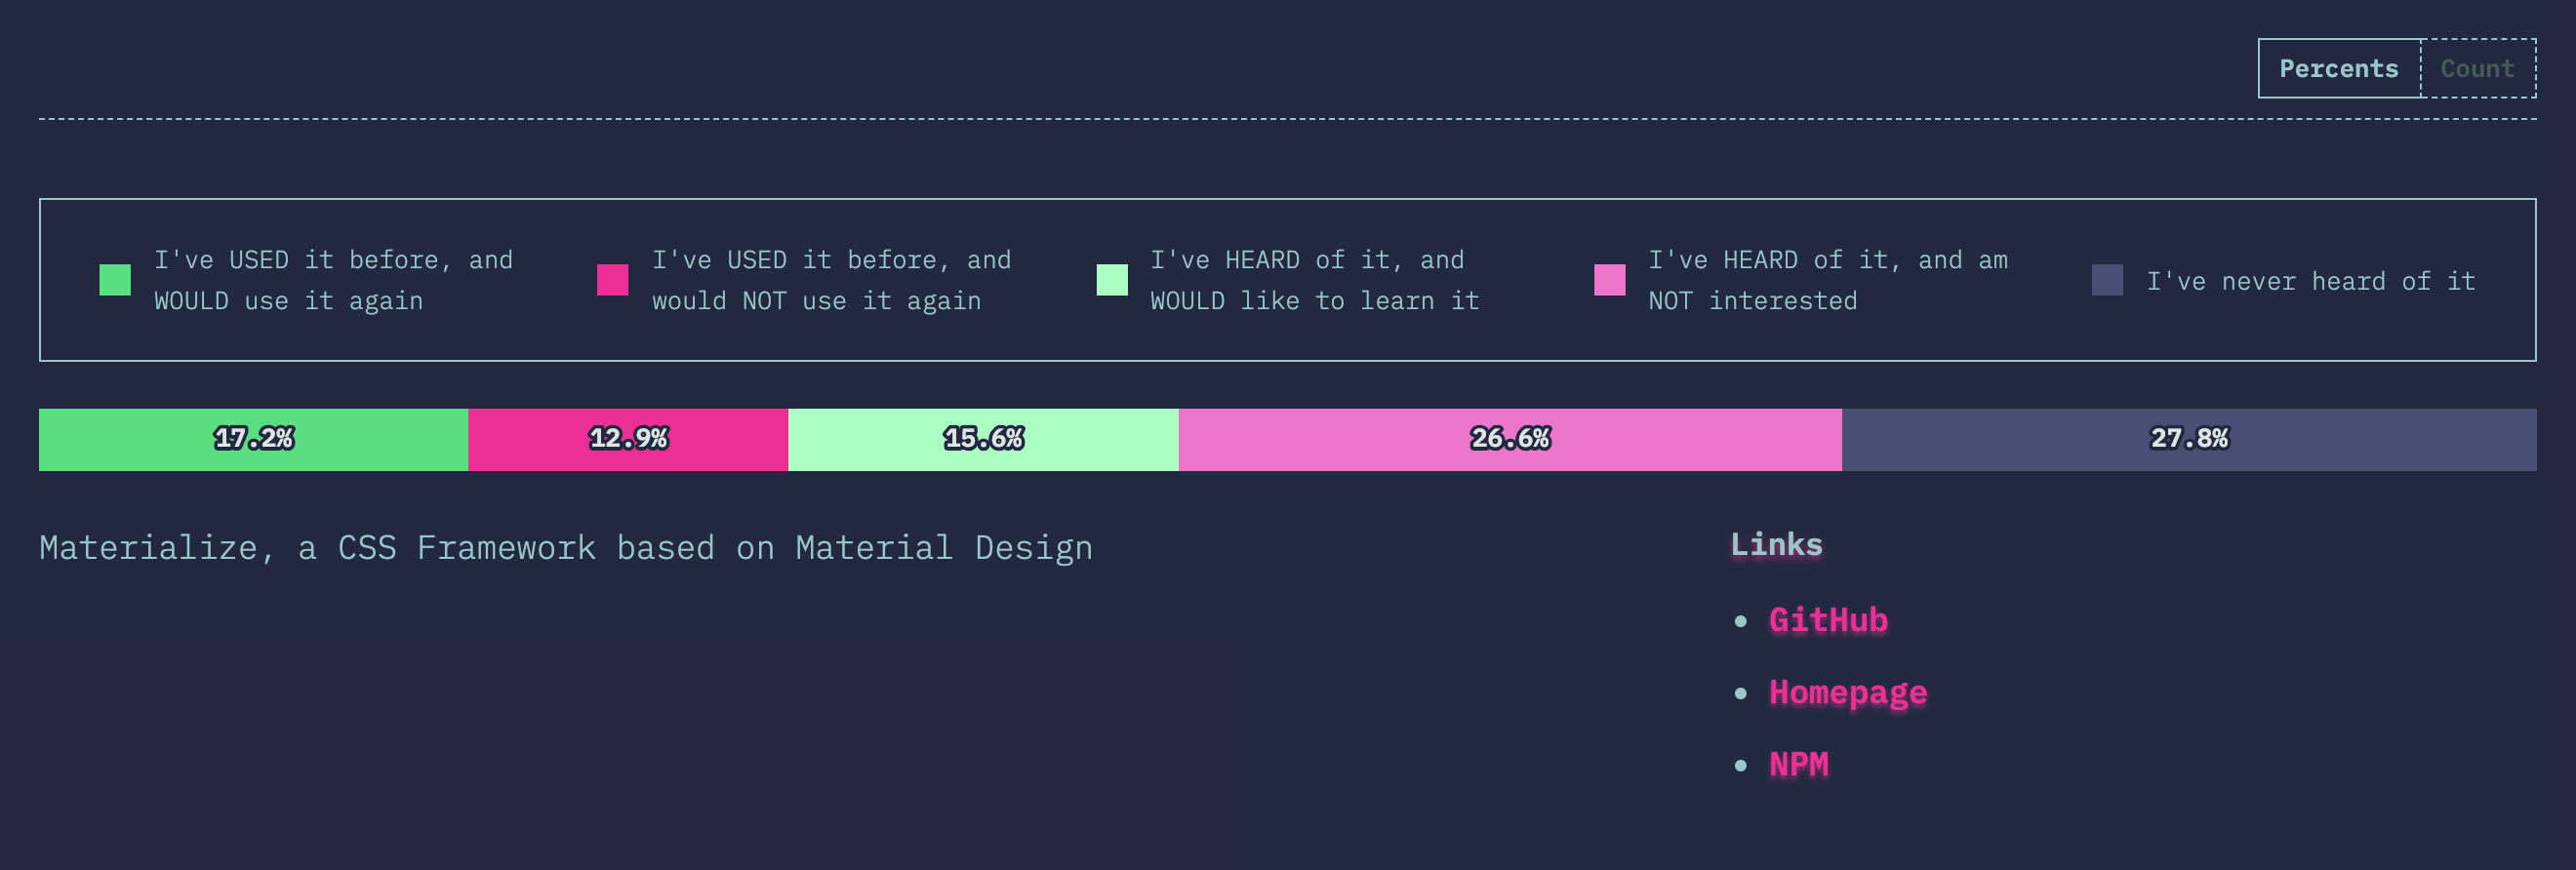 Percents Count
I've USED it before, and
WOULD use it again
I've USED it before, and
would NOT use it again
I've HEARD of it, and
WOULD like to learn it
I've HEARD of it, and am
NOT interested
I've never heard of it
17.2% 12.9% 15.6% 26.6% 27.8%
Materialize, a CSS Framework based on Material Design
Links
GitHub
Homepage
NPM